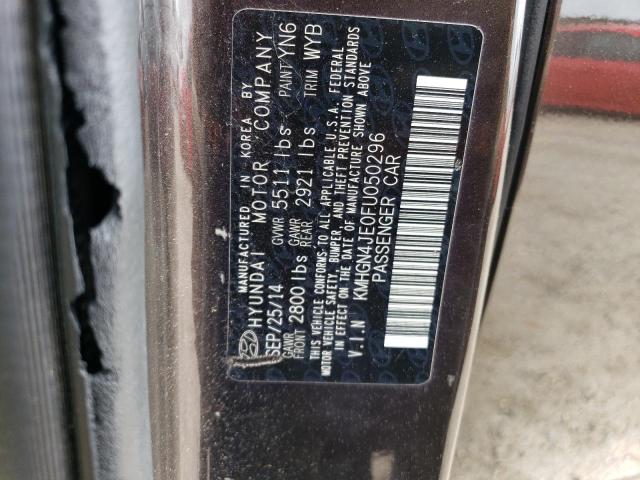 MANUFACTURED IN KOREA BY
HYUNDAI MOTOR COMPANY
SEP/25/14 GVWR 5511 lbs PAINT YN6
GAWR FRONT 2800 lbs GAWR REAR 2921 lbs TRIM WYB
THIS VEHICLE CONFORMS TO ALL APPLICABLE U.S.A. FEDERAL
MOTOR VEHICLE SAFETY, BUMPER, AND THEFT PREVENTION STANDARDS
IN EFFECT ON THE DATE OF MANUFACTURE SHOWN ABOVE
V.I.N KMHGN4JE0FU050296
PASSENGER CAR